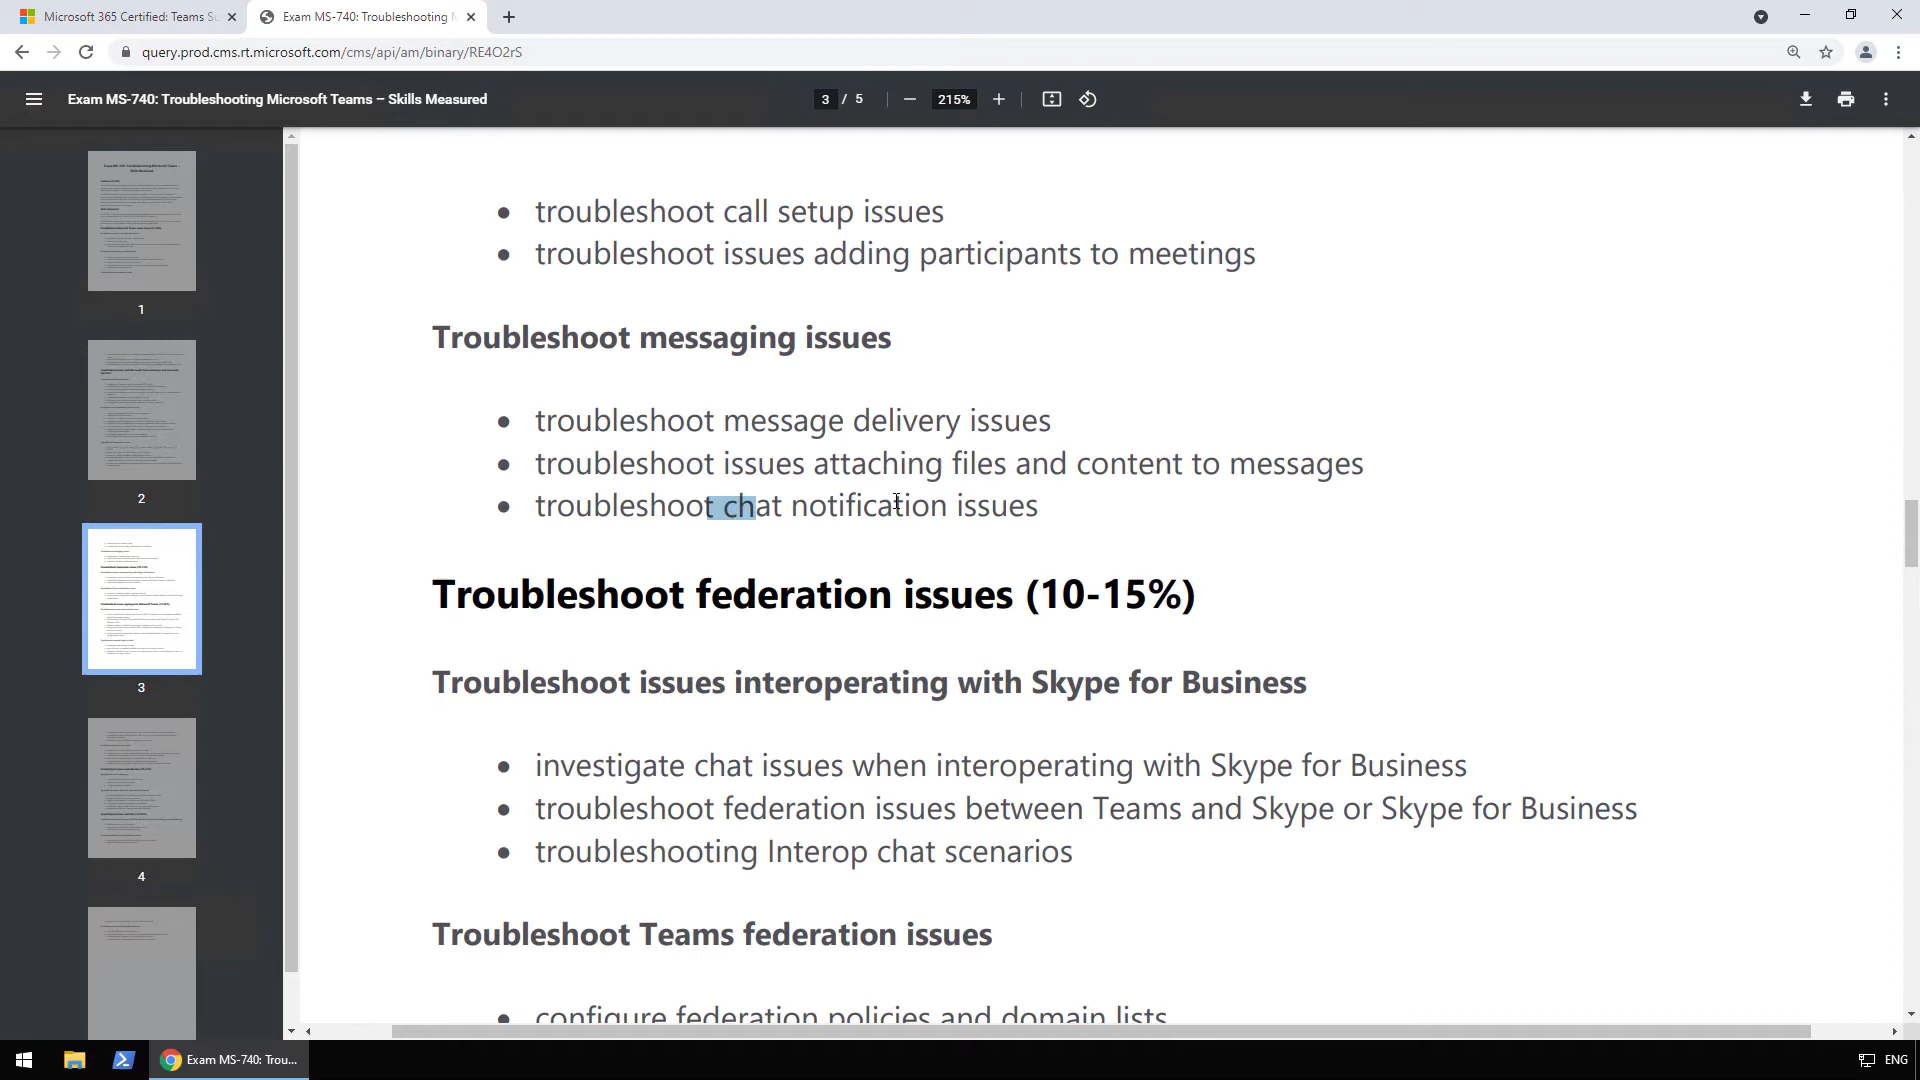 Microsoft 365 Certified: Teams Su
Exam MS-740: Troubleshooting M
query.prod.cms.rt.microsoft.com/cms/api/am/binary/RE4O2rS
Exam MS-740: Troubleshooting Microsoft Teams – Skills Measured
3 / 5
215%
1
2
3
4
• troubleshoot call setup issues
• troubleshoot issues adding participants to meetings
Troubleshoot messaging issues
• troubleshoot message delivery issues
• troubleshoot issues attaching files and content to messages
• troubleshoot chat notification issues
Troubleshoot federation issues (10-15%)
Troubleshoot issues interoperating with Skype for Business
• investigate chat issues when interoperating with Skype for Business
• troubleshoot federation issues between Teams and Skype or Skype for Business
• troubleshooting Interop chat scenarios
Troubleshoot Teams federation issues
• configure federation policies and domain lists
Exam MS-740: Trou...
ENG